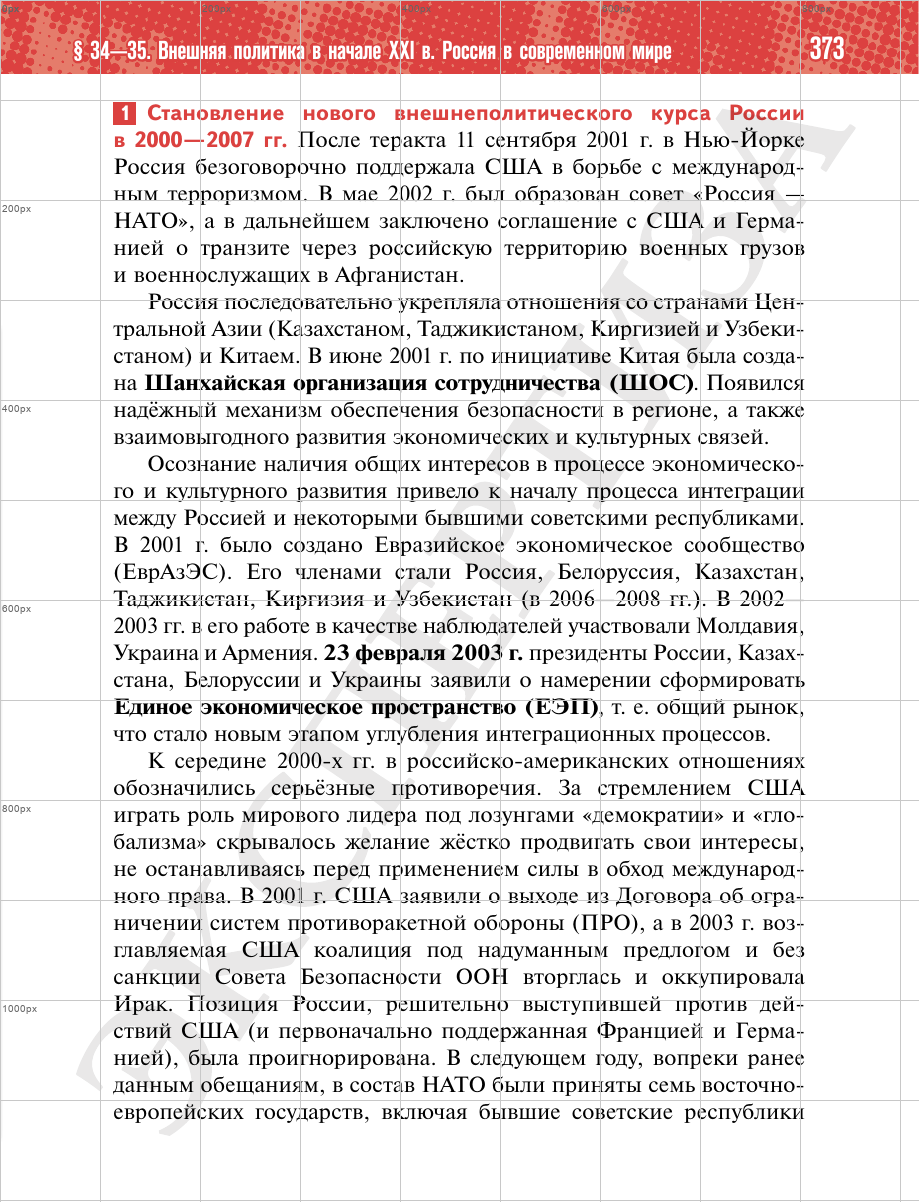 § 34—35. Внешняя политика в начале XXI в. Россия в современном мире 373
1 Становление нового внешнеполитического курса России
в 2000—2007 гг. После теракта 11 сентября 2001 г. в Нью-Йорке
Россия безоговорочно поддержала США в борьбе с международ-
ным терроризмом. В мае 2002 г. был образован совет «Россия —
НАТО», а в дальнейшем заключено соглашение с США и Герма-
нией о транзите через российскую территорию военных грузов
и военнослужащих в Афганистан.
Россия последовательно укрепляла отношения со странами Цен-
тральной Азии (Казахстаном, Таджикистаном, Киргизией и Узбеки-
станом) и Китаем. В июне 2001 г. по инициативе Китая была созда-
на Шанхайская организация сотрудничества (ШОС). Появился
надёжный механизм обеспечения безопасности в регионе, а также
взаимовыгодного развития экономических и культурных связей.
Осознание наличия общих интересов в процессе экономическо-
го и культурного развития привело к началу процесса интеграции
между Россией и некоторыми бывшими советскими республиками.
В 2001 г. было создано Евразийское экономическое сообщество
(ЕврАзЭС). Его членами стали Россия, Белоруссия, Казахстан,
Таджикистан, Киргизия и Узбекистан (в 2006—2008 гг.). В 2002—
2003 гг. в его работе в качестве наблюдателей участвовали Молдавия,
Украина и Армения. 23 февраля 2003 г. президенты России, Казах-
стана, Белоруссии и Украины заявили о намерении сформировать
Единое экономическое пространство (ЕЭП), т. е. общий рынок,
что стало новым этапом углубления интеграционных процессов.
К середине 2000-х гг. в российско-американских отношениях
обозначились серьёзные противоречия. За стремлением США
играть роль мирового лидера под лозунгами «демократии» и «гло-
бализма» скрывалось желание жёстко продвигать свои интересы,
не останавливаясь перед применением силы в обход международ-
ного права. В 2001 г. США заявили о выходе из Договора об огра-
ничении систем противоракетной обороны (ПРО), а в 2003 г. воз-
главляемая США коалиция под надуманным предлогом и без
санкции Совета Безопасности ООН вторглась и оккупировала
Ирак. Позиция России, решительно выступившей против дей-
ствий США (и первоначально поддержанная Францией и Герма-
нией), была проигнорирована. В следующем году, вопреки ранее
данным обещаниям, в состав НАТО были приняты семь восточно-
европейских государств, включая бывшие советские республики
ЭКСПЕРТИЗА
200px
400px
600px
800px
1000px